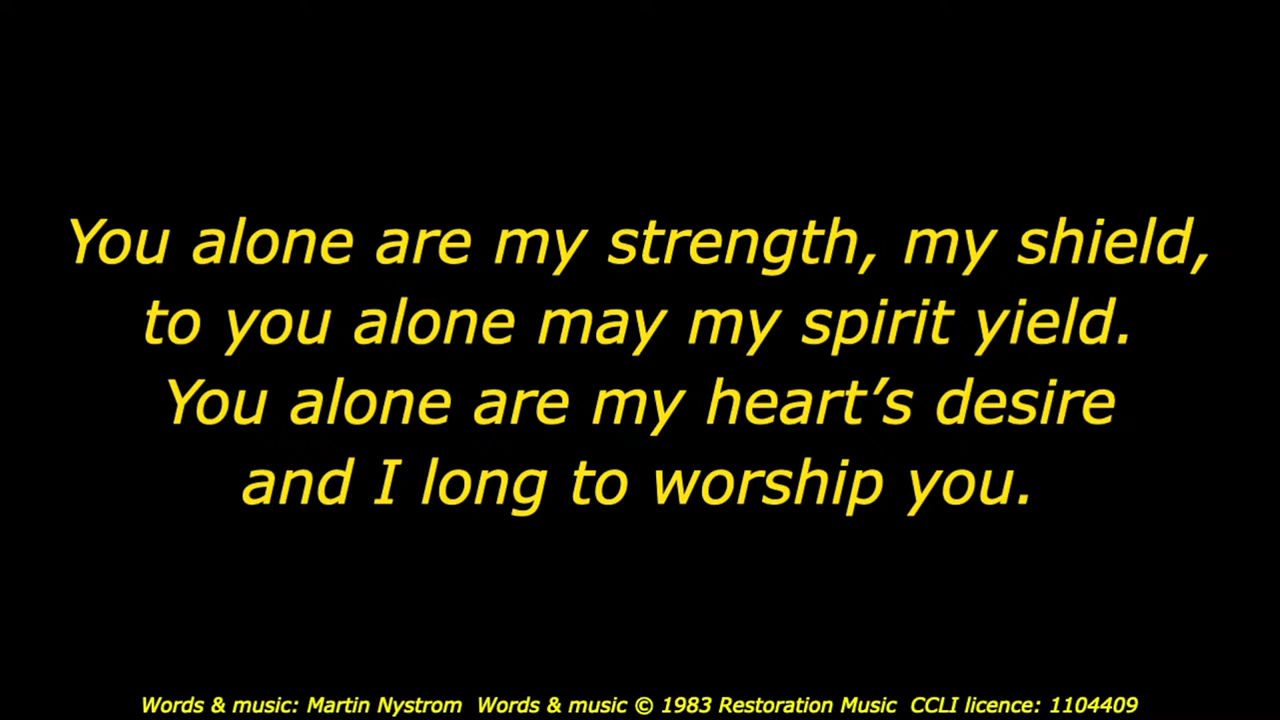 You alone are my strength, my shield,
to you alone may my spirit yield.
You alone are my heart’s desire
and I long to worship you.
Words & music: Martin Nystrom  Words & music © 1983 Restoration Music  CCLI licence: 1104409